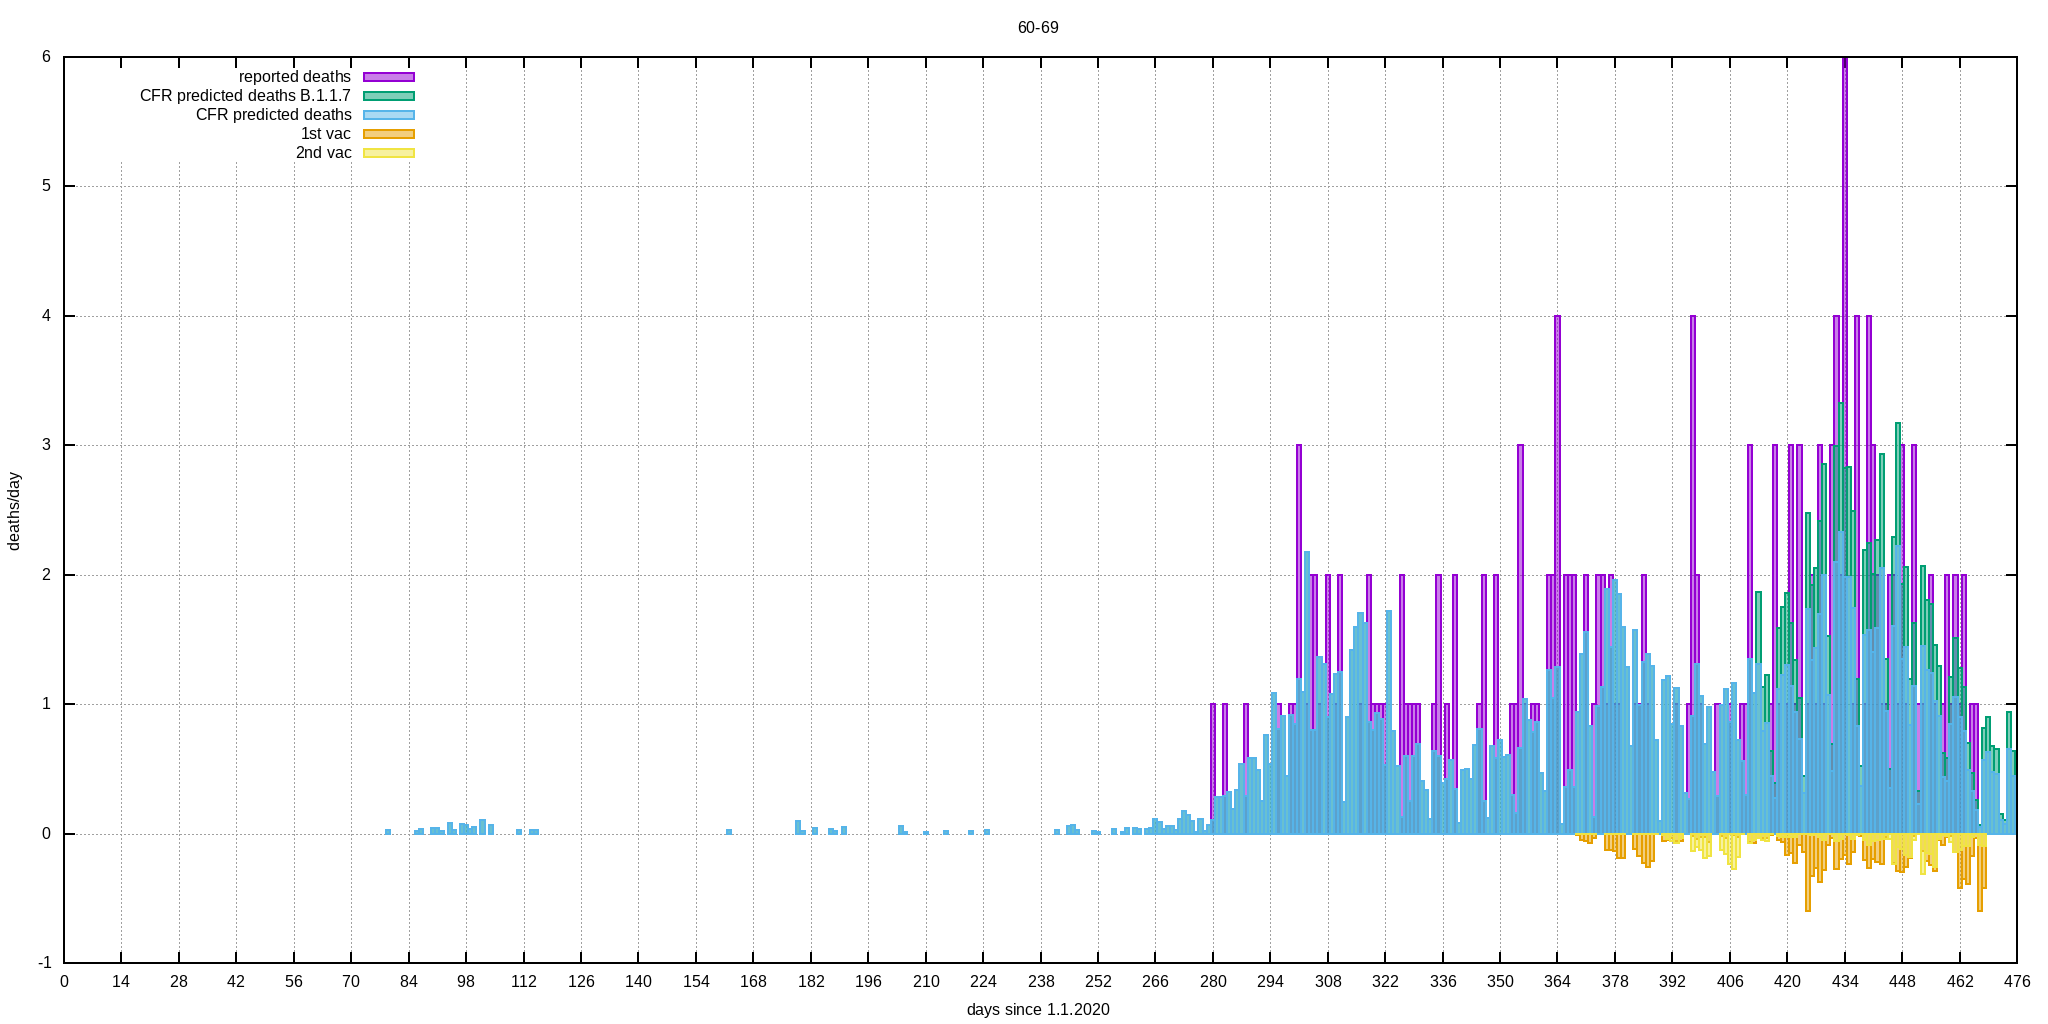 60-69
6
reported deaths
CFR predicted deaths B.1.1.7
CFR predicted deaths
1st vac
2nd vac
5
4
3
deaths/day
2
1
0
-1
0 14 28 42 56 70 84 98 112 126 140 154 168 182 196 210 224 238 252 266 280 294 308 322 336 350 364 378 392 406 420 434 448 462 476
days since 1.1.2020